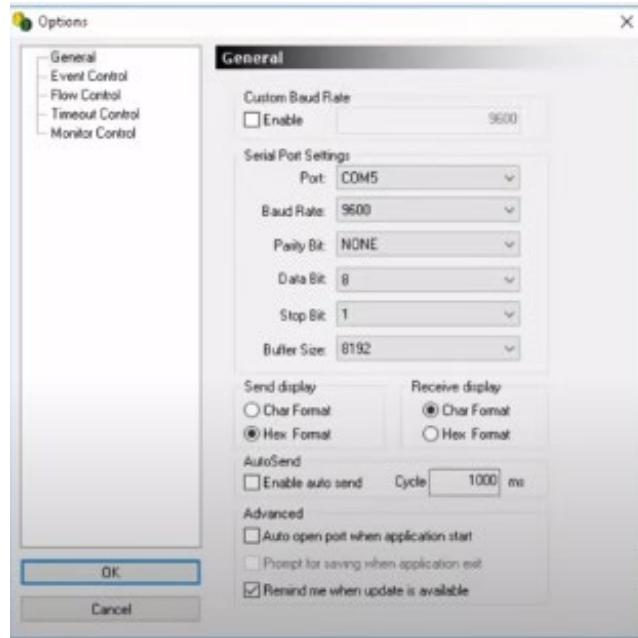 Options
General
Event Control
Flow Control
Timeout Control
Monitor Control
General
Custom Baud Rate
Enable 9600
Serial Port Settings
Port: COM5
Baud Rate: 9600
Parity Bit: NONE
Data Bit: 8
Stop Bit: 1
Buffer Size: 8192
Send display Receive display
Char Format Char Format
Hex Format Hex Format
AutoSend
Enable auto send Cycle 1000 ms
Advanced
Auto open port when application start
Prompt for saving when application exit
Remind me when update is available
OK
Cancel